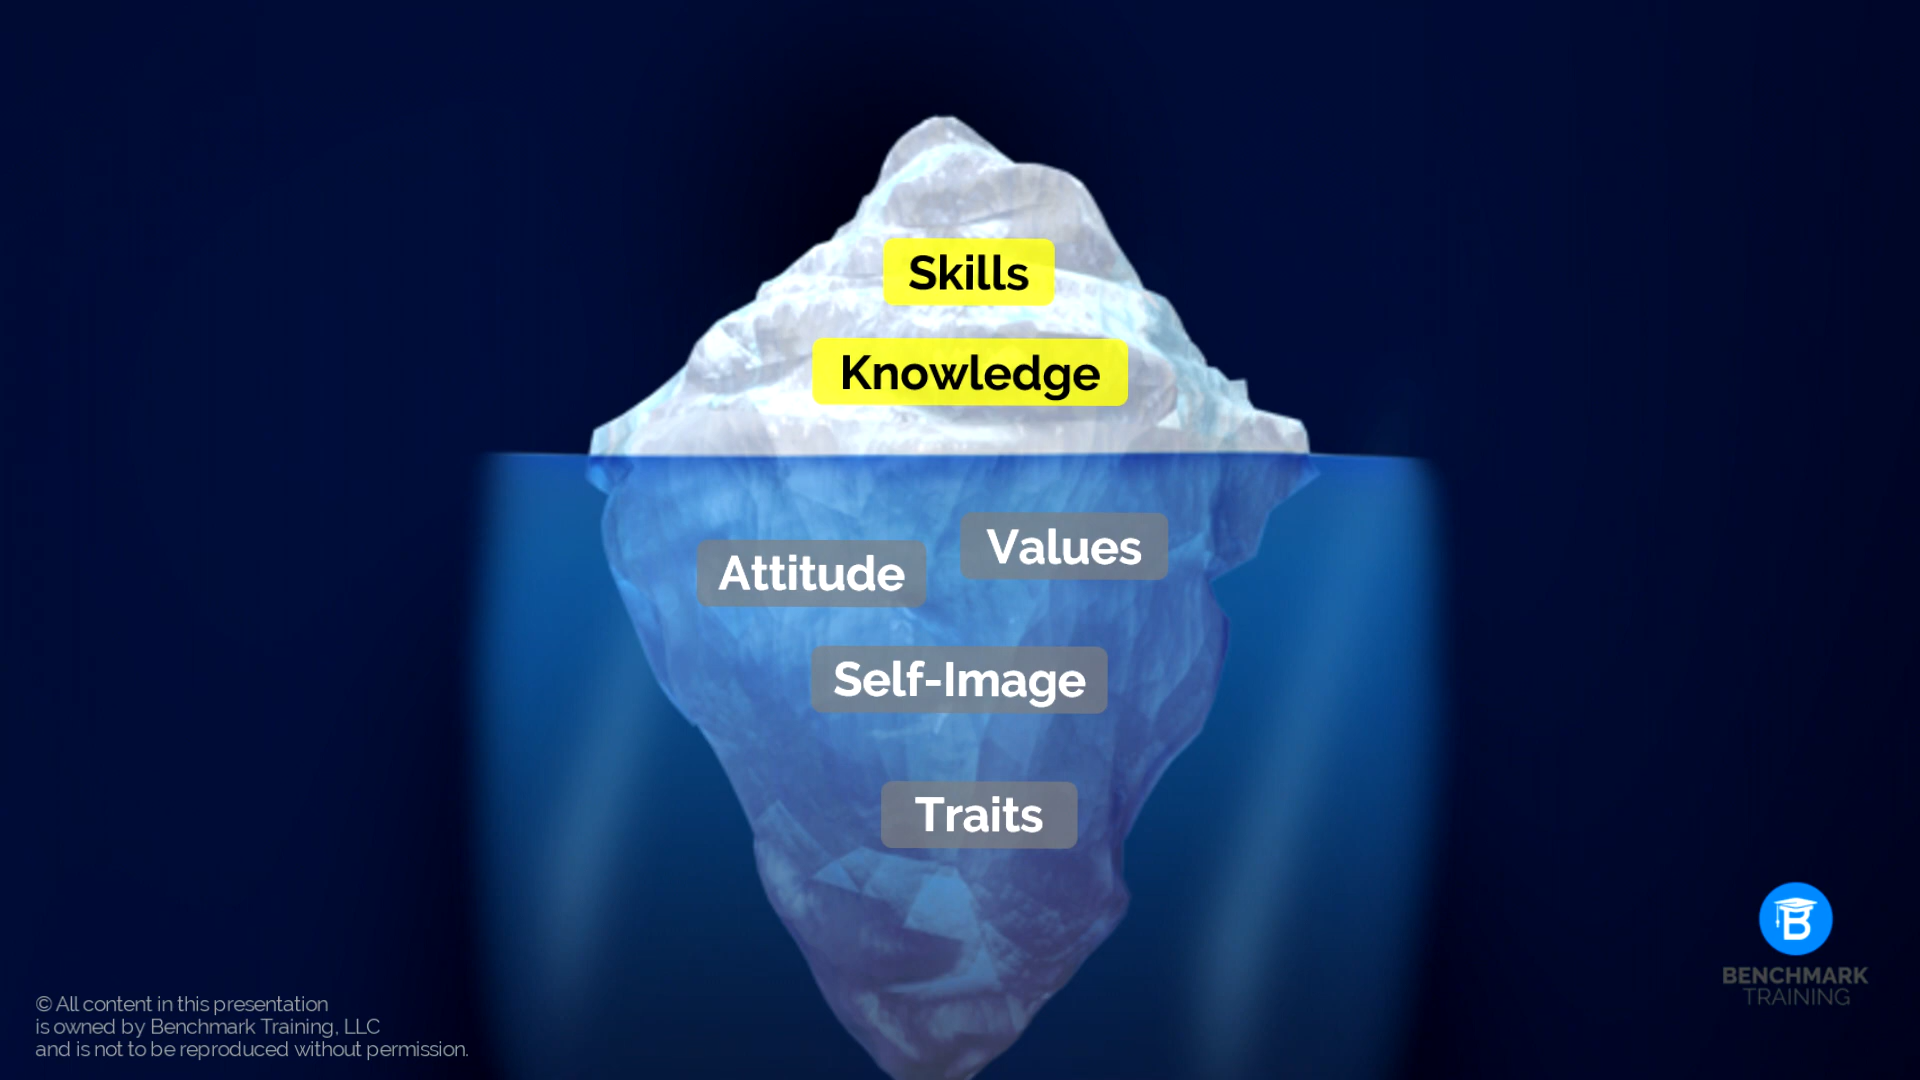 Skills
Knowledge
Values
Attitude
Self-Image
Traits
B
BENCHMARK
TRAINING
© All content in this presentation
is owned by Benchmark Training, LLC
and is not to be reproduced without permission.